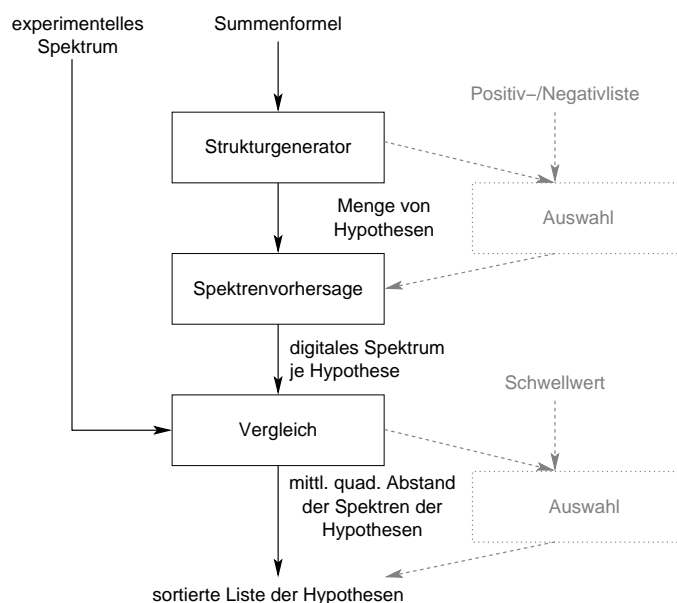 experimentelles
Spektrum
Summenformel
Positiv−/Negativliste
Strukturgenerator
Menge von
Hypothesen
Auswahl
Spektrenvorhersage
digitales Spektrum
je Hypothese
Schwellwert
Vergleich
mittl. quad. Abstand
der Spektren der
Hypothesen
Auswahl
sortierte Liste der Hypothesen